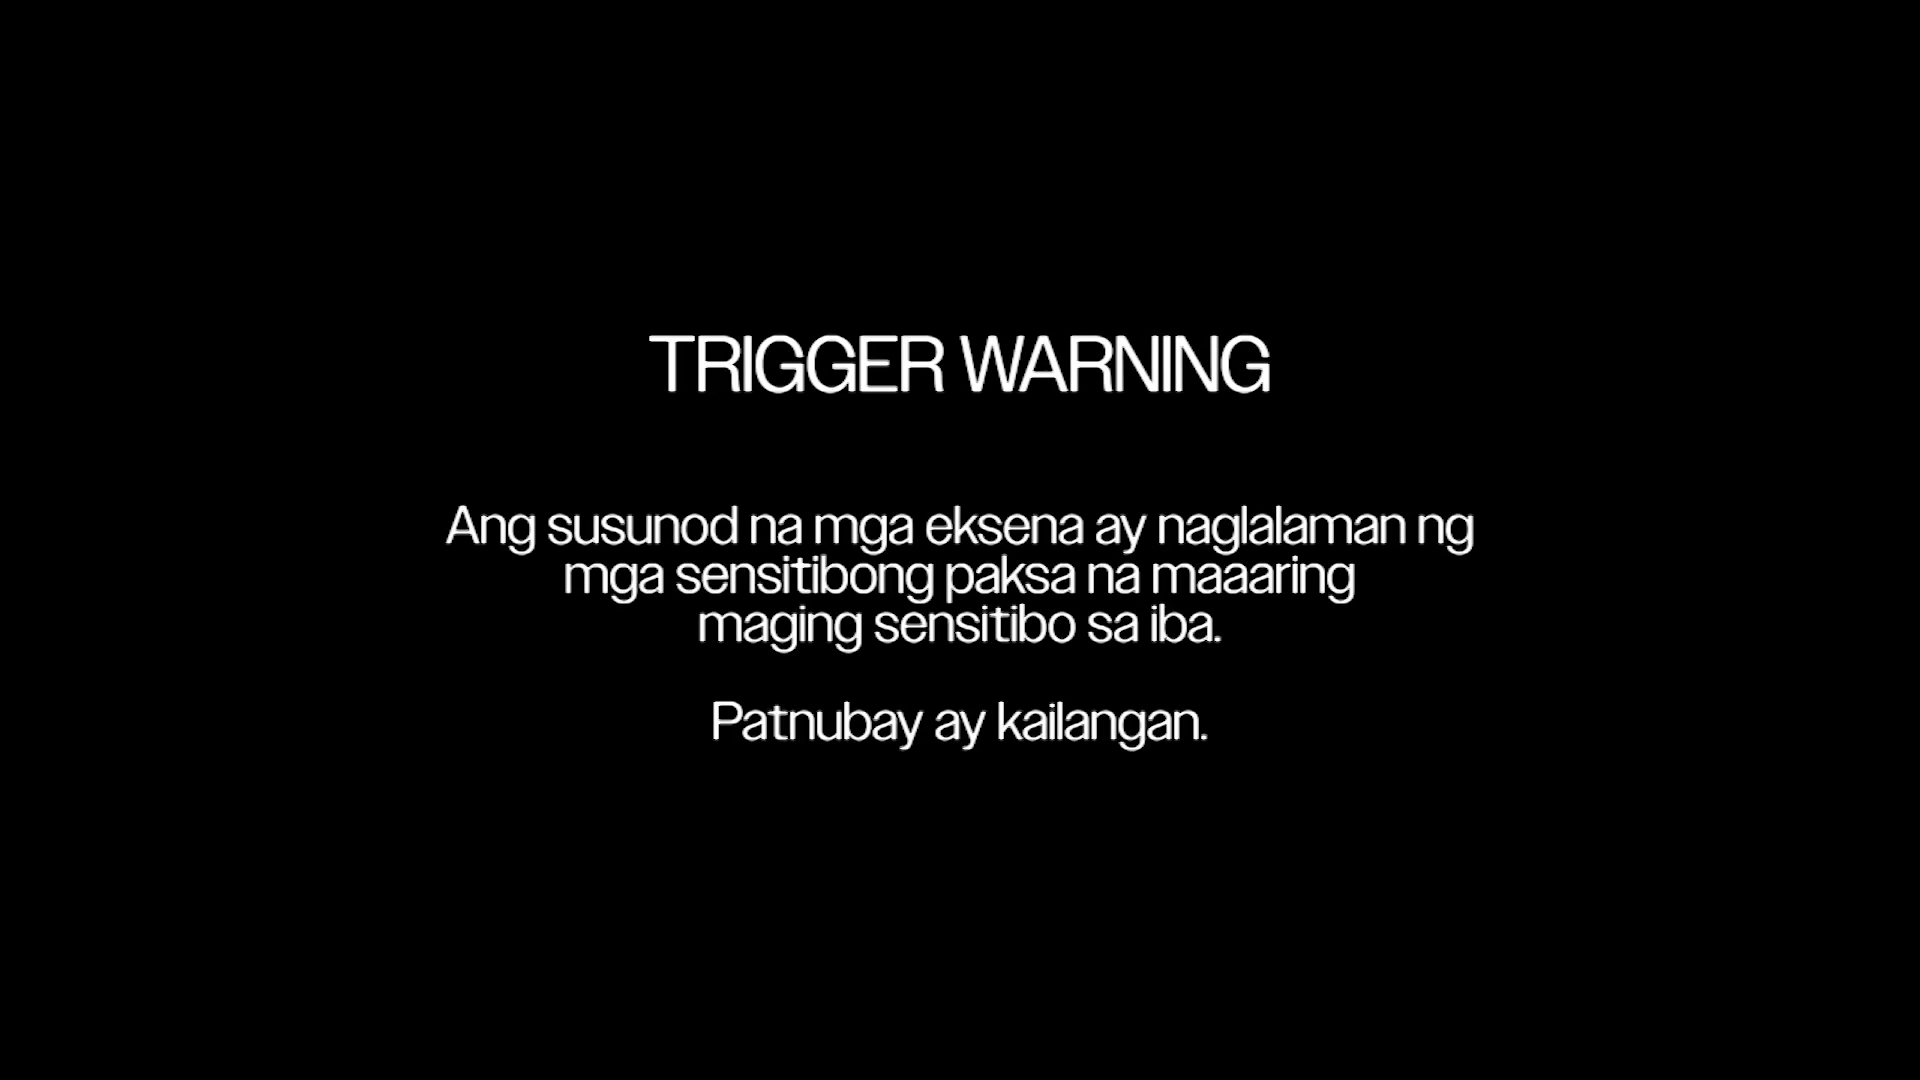 TRIGGER WARNING
Ang susunod na mga eksena ay naglalaman ng
mga sensitibong paksa na maaaring
maging sensitibo sa iba.
Patnubay ay kailangan.